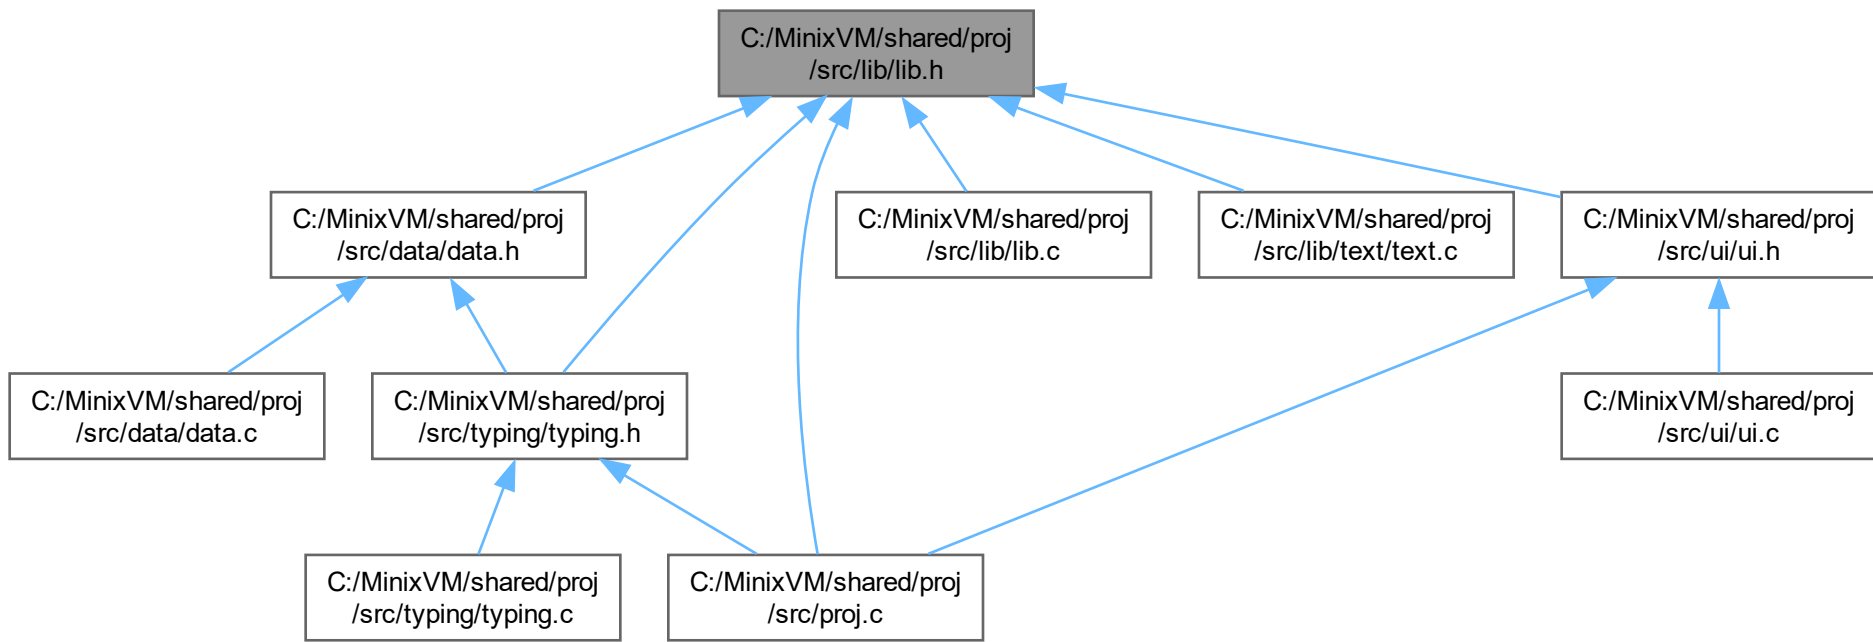 C:/MinixVM/shared/proj
/src/lib/lib.h
C:/MinixVM/shared/proj
/src/data/data.h
C:/MinixVM/shared/proj
/src/lib/lib.c
C:/MinixVM/shared/proj
/src/lib/text/text.c
C:/MinixVM/shared/proj
/src/ui/ui.h
C:/MinixVM/shared/proj
/src/data/data.c
C:/MinixVM/shared/proj
/src/typing/typing.h
C:/MinixVM/shared/proj
/src/ui/ui.c
C:/MinixVM/shared/proj
/src/typing/typing.c
C:/MinixVM/shared/proj
/src/proj.c